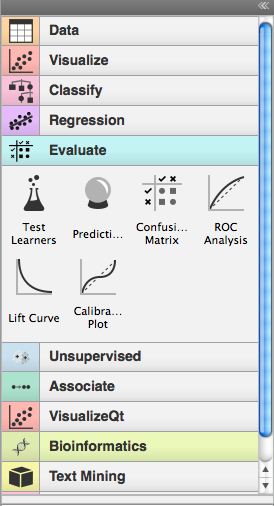 Data
Visualize
Classify
Regression
Evaluate
Test
Learners
Predicti...
Confusi...
Matrix
ROC
Analysis
Lift Curve
Calibra...
Plot
Unsupervised
Associate
VisualizeQt
Bioinformatics
Text Mining